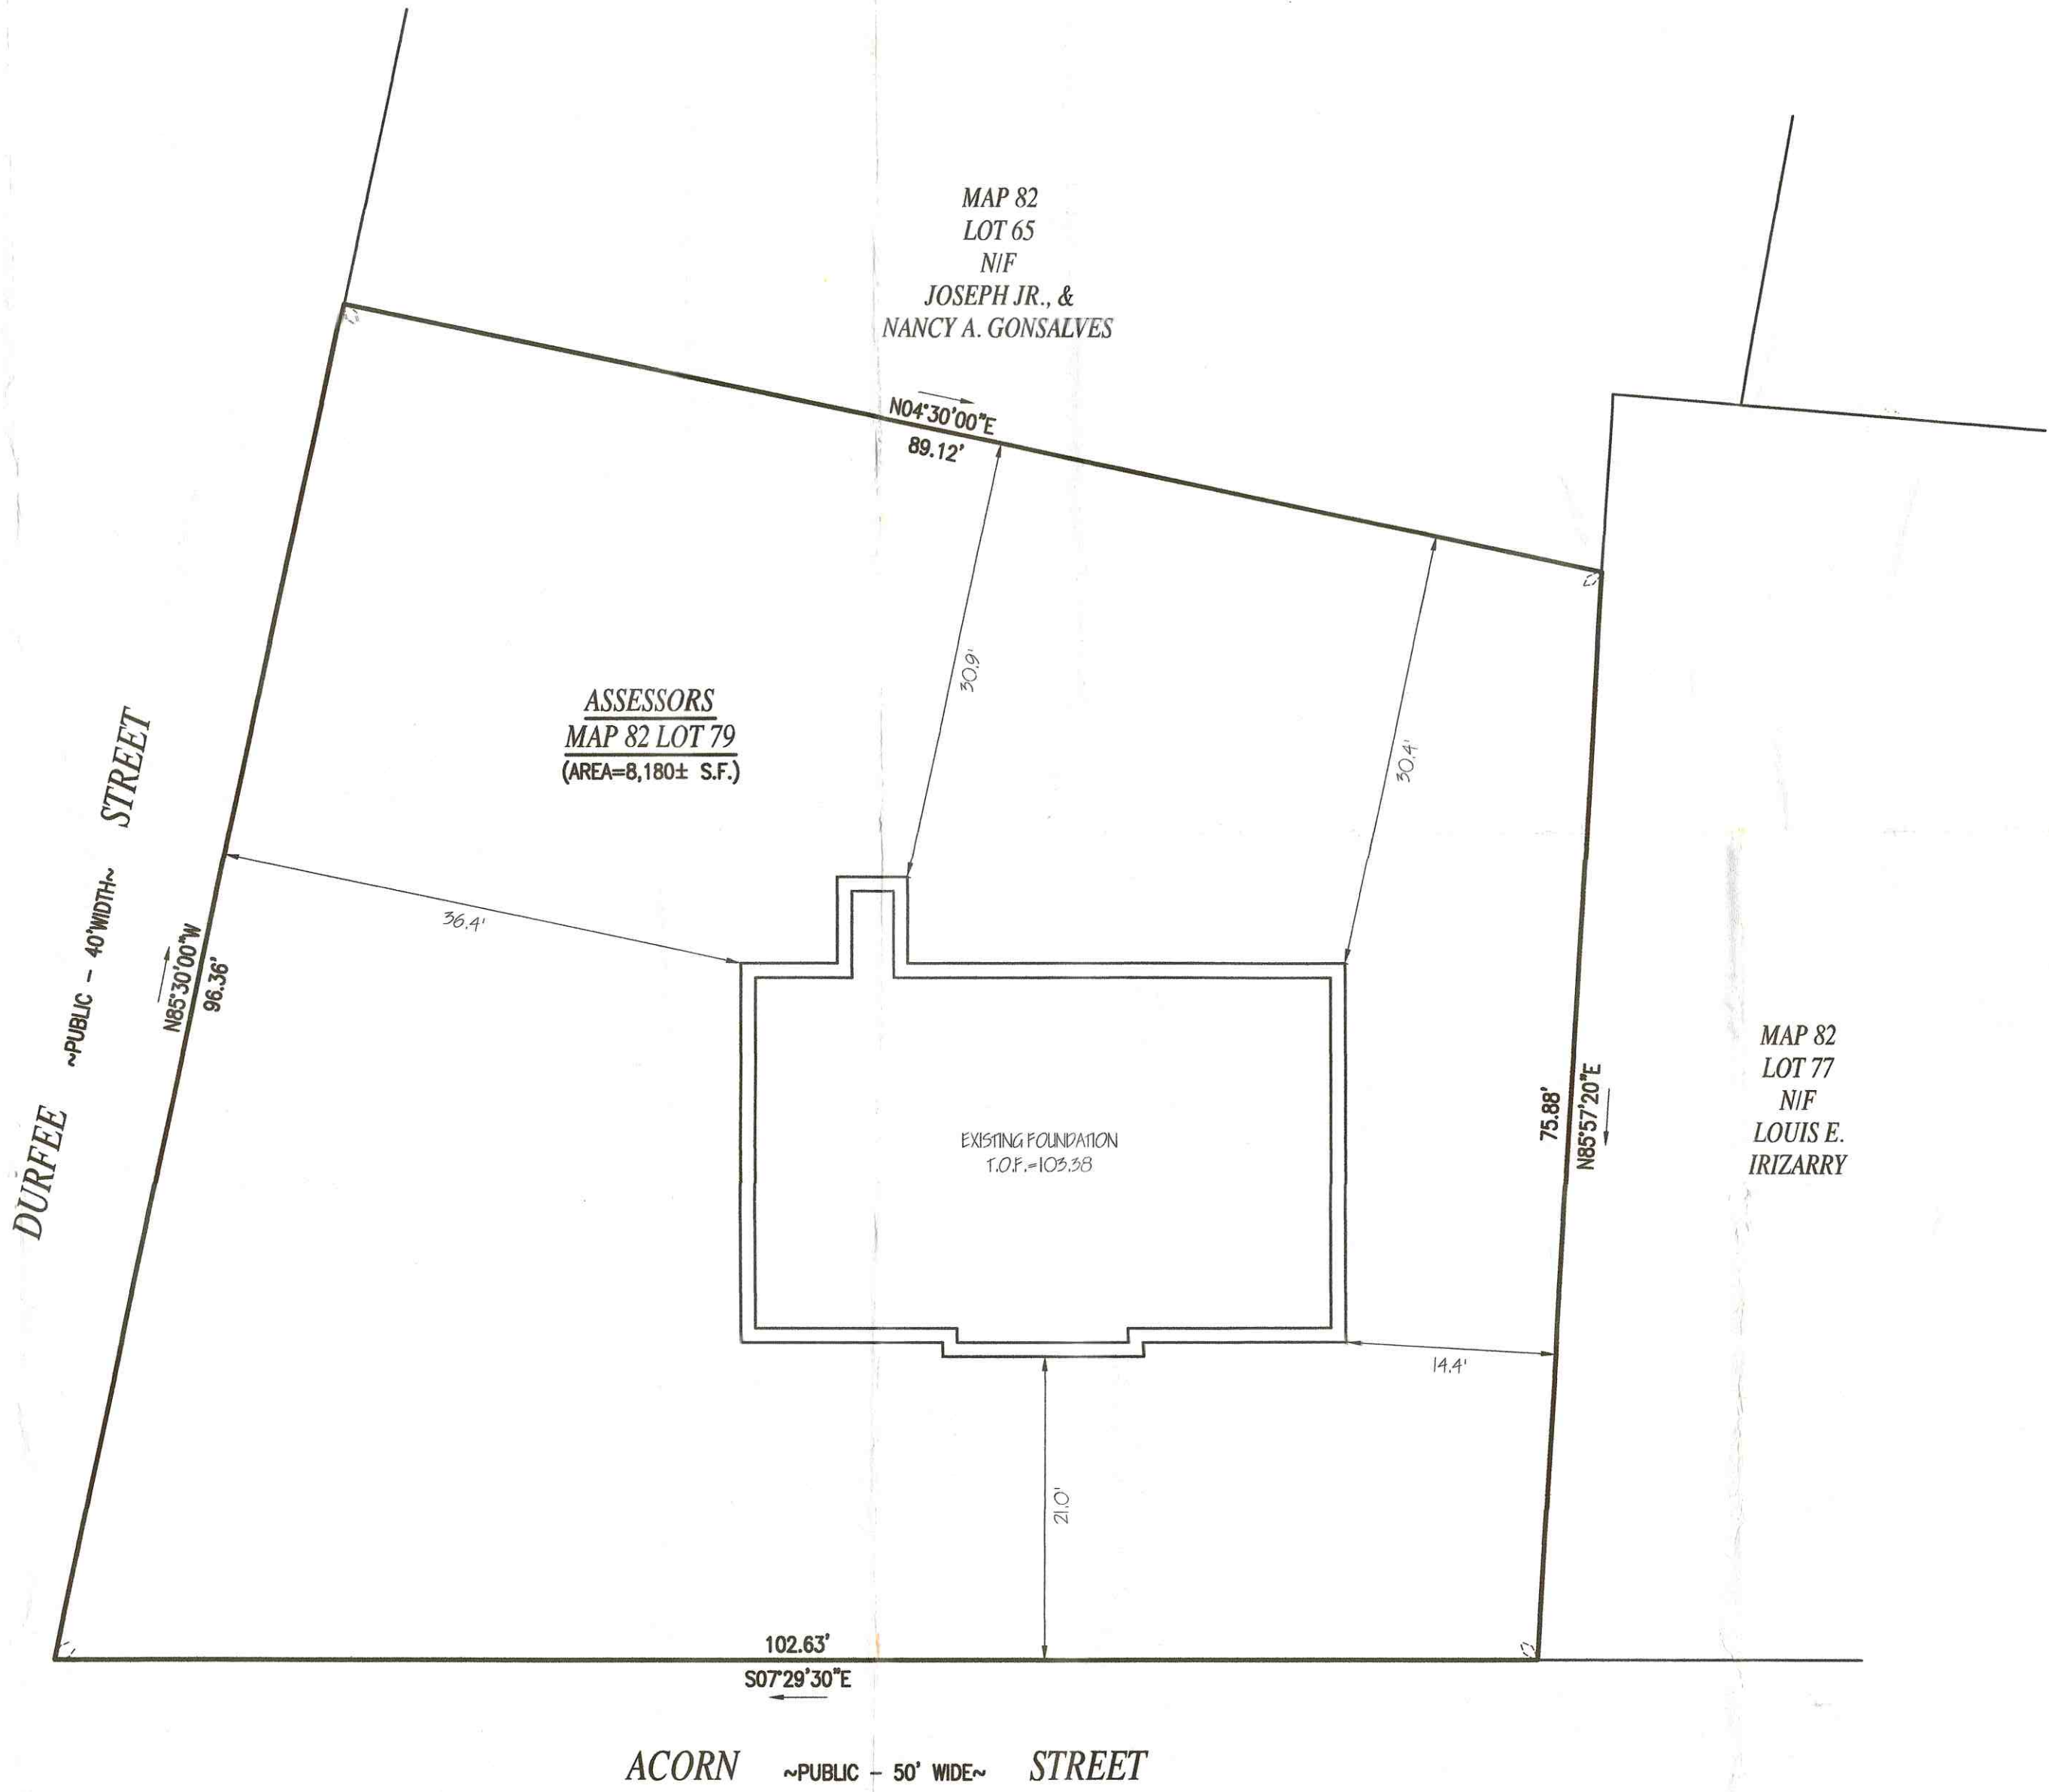 MAP 82
LOT 65
N/F
JOSEPH JR., &
NANCY A. GONSALVES
N04°30'00"E
89.12'
30.9'
30.4'
ASSESSORS
MAP 82 LOT 79
(AREA=8,180± S.F.)
DURFEE ~PUBLIC - 40'WIDTH~ STREET
N85°30'00"W
96.36'
36.4'
EXISTING FOUNDATION
T.O.F.=103.38
75.88'
N85°57'20"E
MAP 82
LOT 77
N/F
LOUIS E.
IRIZARRY
14.4'
21.0'
102.63'
S07°29'30"E
ACORN ~PUBLIC - 50' WIDE~ STREET